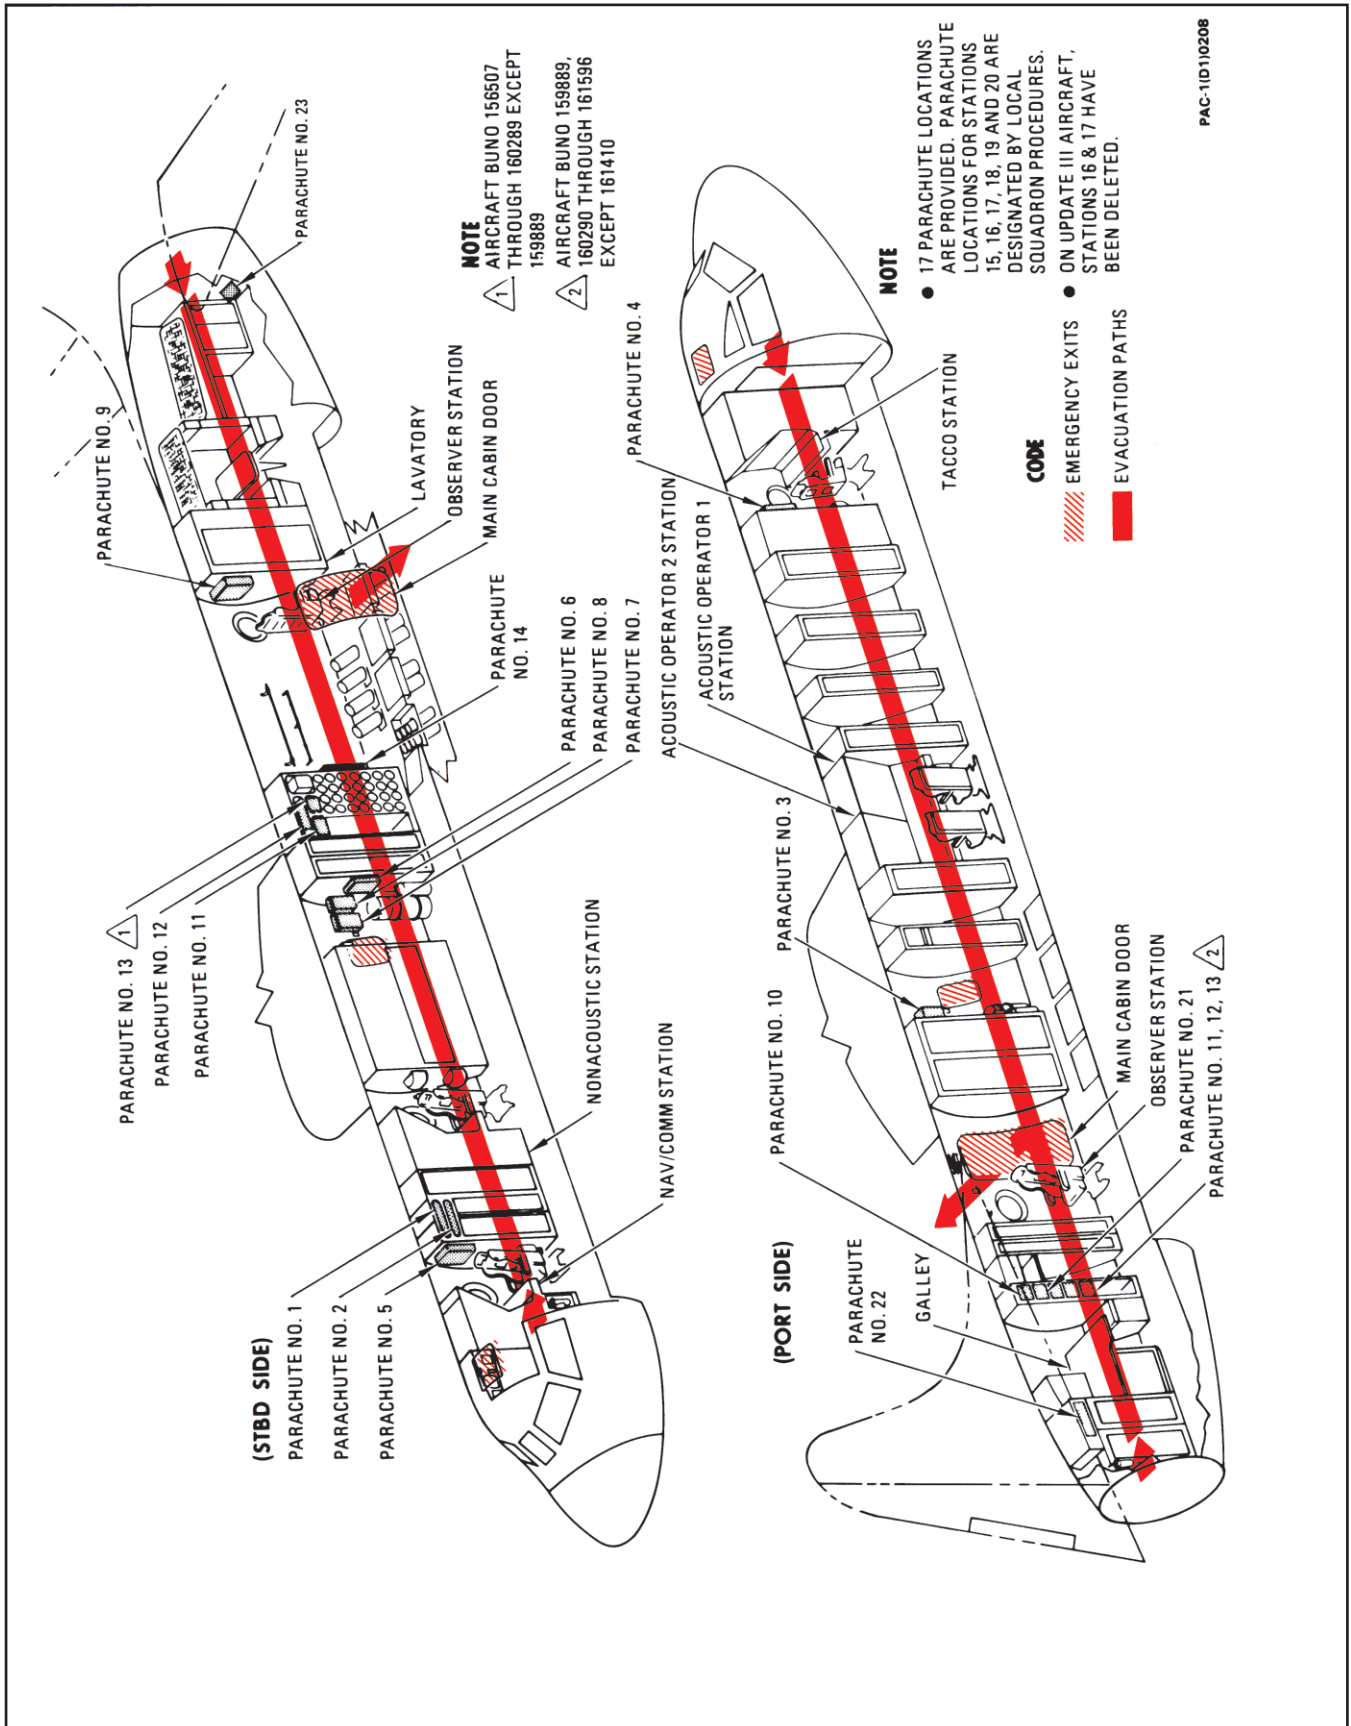 (STBD SIDE)
PARACHUTE NO. 1
PARACHUTE NO. 2
PARACHUTE NO. 5
PARACHUTE NO. 13 1
PARACHUTE NO. 12
PARACHUTE NO. 11
NONACOUSTIC STATION
NAV/COMM STATION
PARACHUTE NO. 9
PARACHUTE NO. 23
LAVATORY
OBSERVER STATION
MAIN CABIN DOOR
PARACHUTE
NO. 14
PARACHUTE NO. 6
PARACHUTE NO. 8
PARACHUTE NO. 7
NOTE
1 AIRCRAFT BUNO 156507
THROUGH 160289 EXCEPT
159889
2 AIRCRAFT BUNO 159889,
160290 THROUGH 161596
EXCEPT 161410
(PORT SIDE)
PARACHUTE
NO. 22
GALLEY
PARACHUTE NO. 10
PARACHUTE NO. 3
ACOUSTIC OPERATOR 2 STATION
ACOUSTIC OPERATOR 1
STATION
PARACHUTE NO. 4
TACCO STATION
MAIN CABIN DOOR
OBSERVER STATION
PARACHUTE NO. 21
PARACHUTE NO. 11, 12, 13 2
CODE
EMERGENCY EXITS
EVACUATION PATHS
NOTE
● 17 PARACHUTE LOCATIONS
ARE PROVIDED. PARACHUTE
LOCATIONS FOR STATIONS
15, 16, 17, 18, 19 AND 20 ARE
DESIGNATED BY LOCAL
SQUADRON PROCEDURES.
● ON UPDATE III AIRCRAFT,
STATIONS 16 & 17 HAVE
BEEN DELETED.
PAC-1(D1)0208